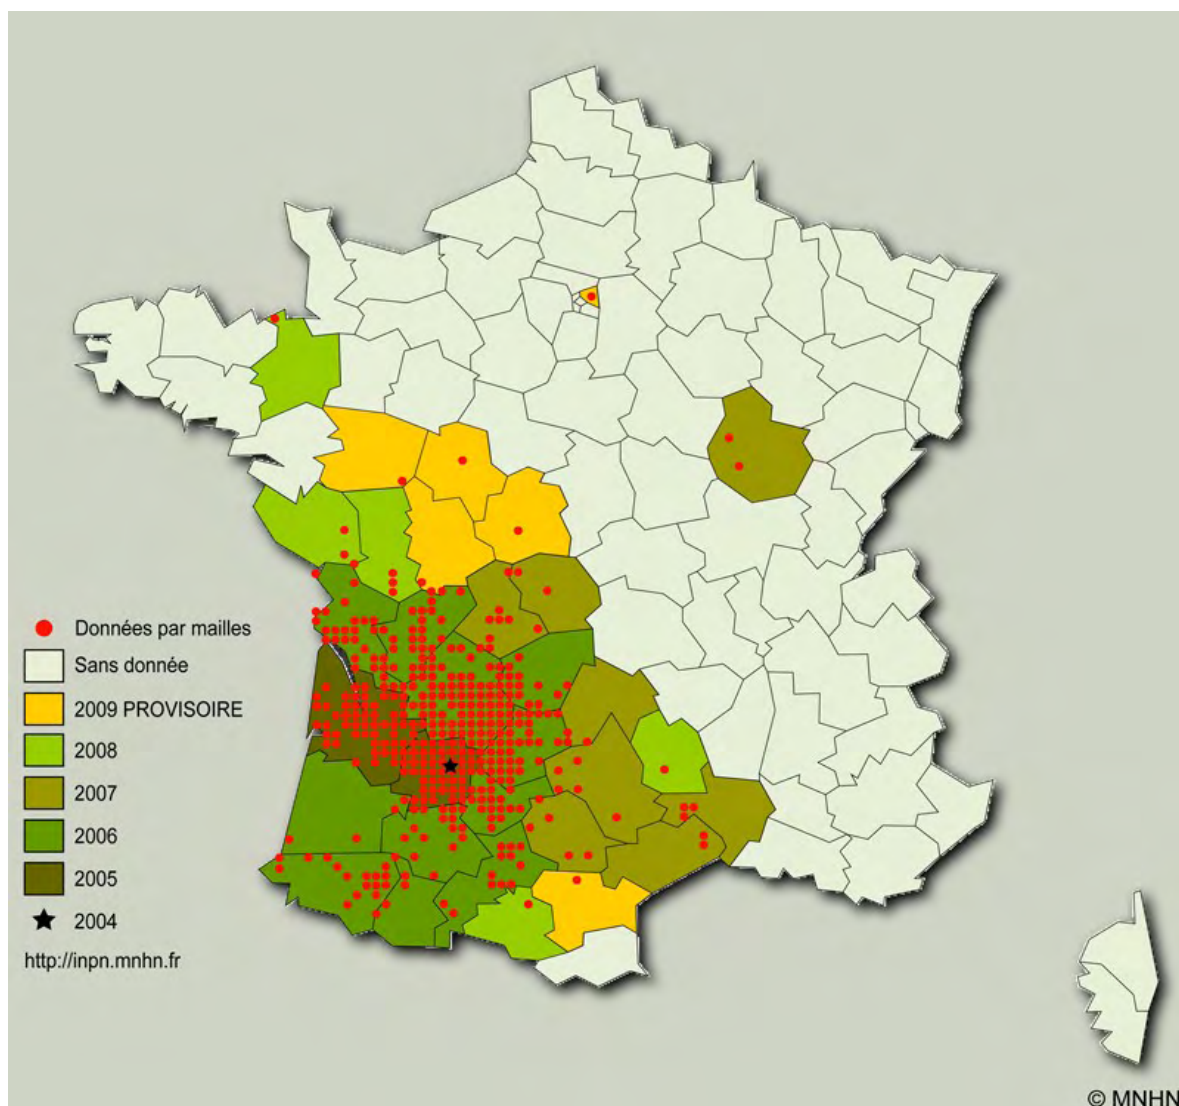 Données par mailles
Sans donnée
2009 PROVISOIRE
2008
2007
2006
2005
2004
http://inpn.mnhn.fr
© MNHN